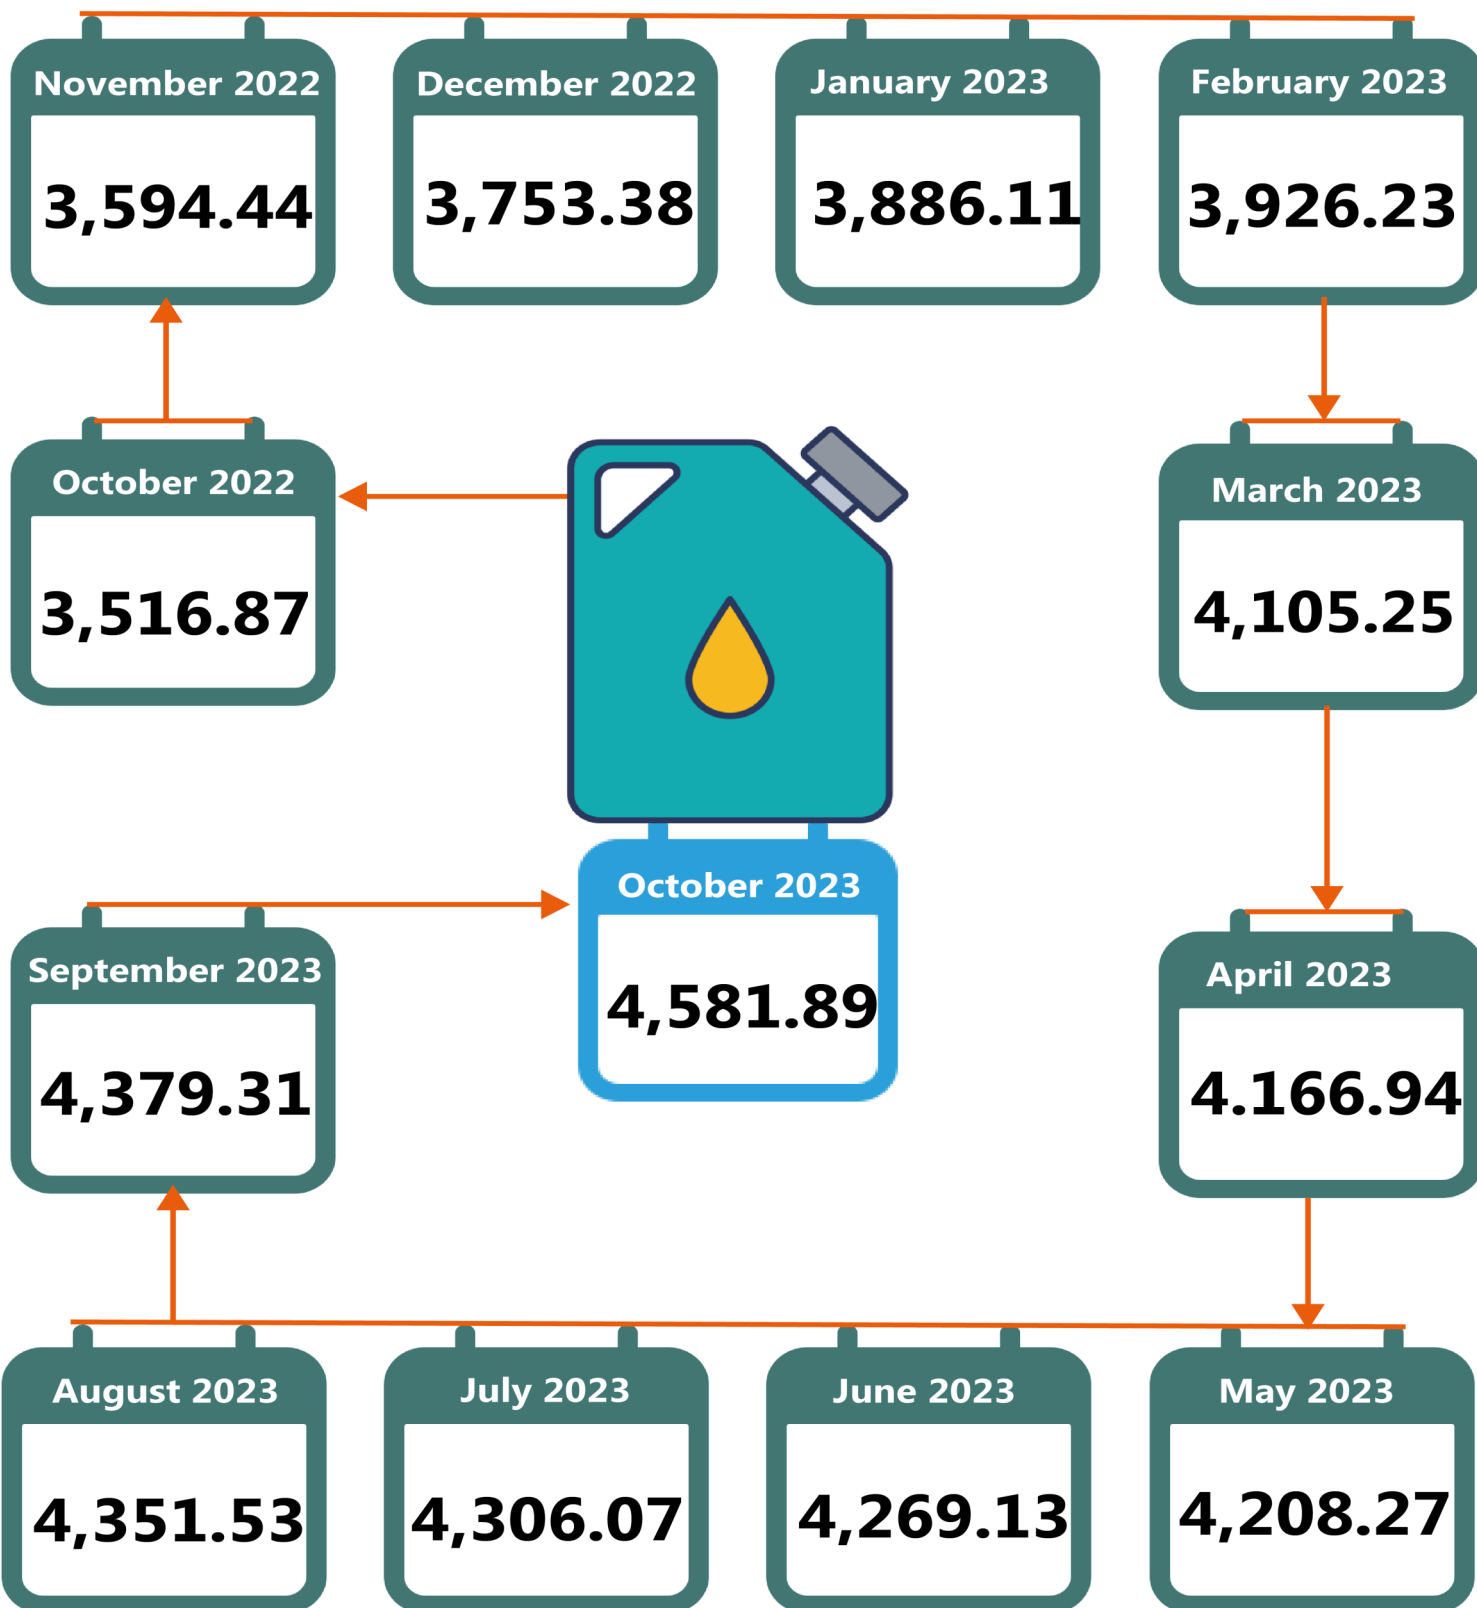 November 2022
3,594.44
December 2022
3,753.38
January 2023
3,886.11
February 2023
3,926.23
October 2022
3,516.87
March 2023
4,105.25
October 2023
4,581.89
September 2023
4,379.31
April 2023
4.166.94
August 2023
4,351.53
July 2023
4,306.07
June 2023
4,269.13
May 2023
4,208.27